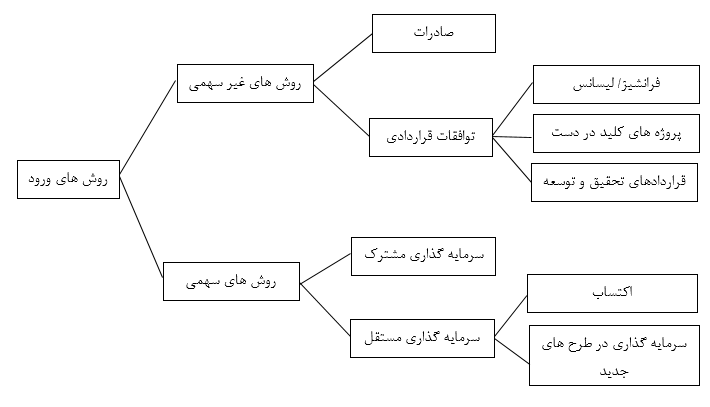 روش های ورود
روش های غیر سهمی
صادرات
توافقات قراردادی
فرانشیز/ لیسانس
پروژه های کلید در دست
قراردادهای تحقیق و توسعه
روش های سهمی
سرمایه گذاری مشترک
سرمایه گذاری مستقل
اکتساب
سرمایه گذاری در طرح های
جدید